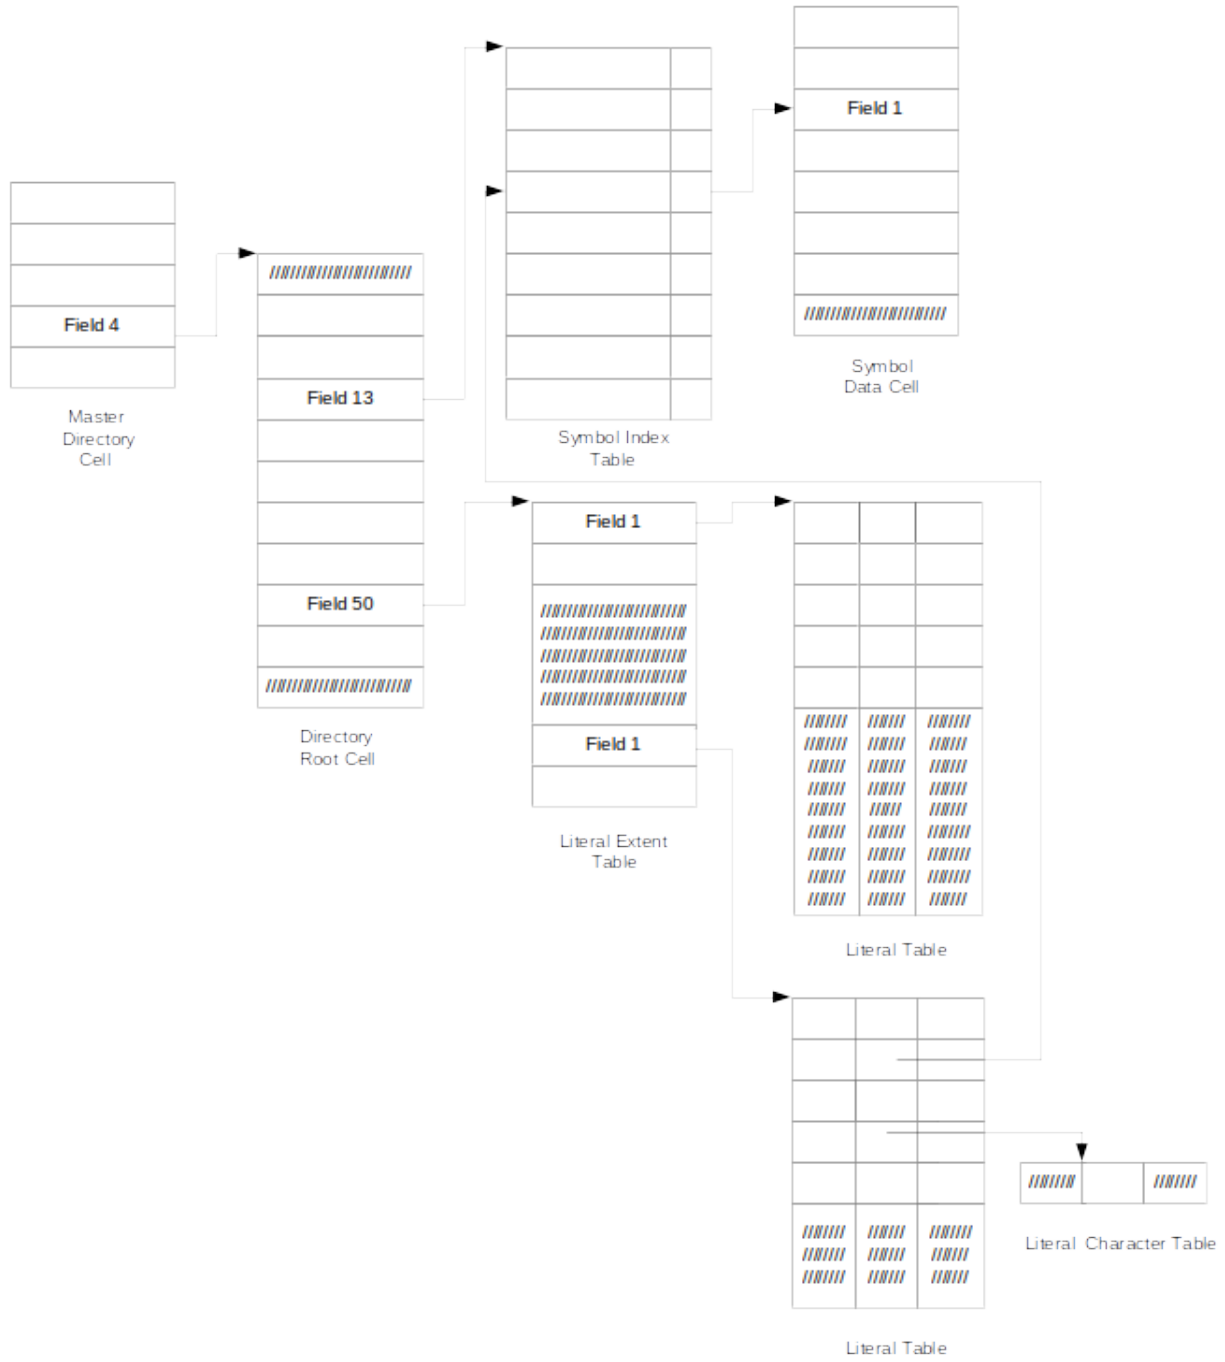 Field 1
Field 4
Symbol
Data Cell
Master
Directory
Cell
Field 13
Symbol Index
Table
Field 1
Field 50
Directory
Root Cell
Field 1
Literal Extent
Table
Literal Table
Literal Character Table
Literal Table